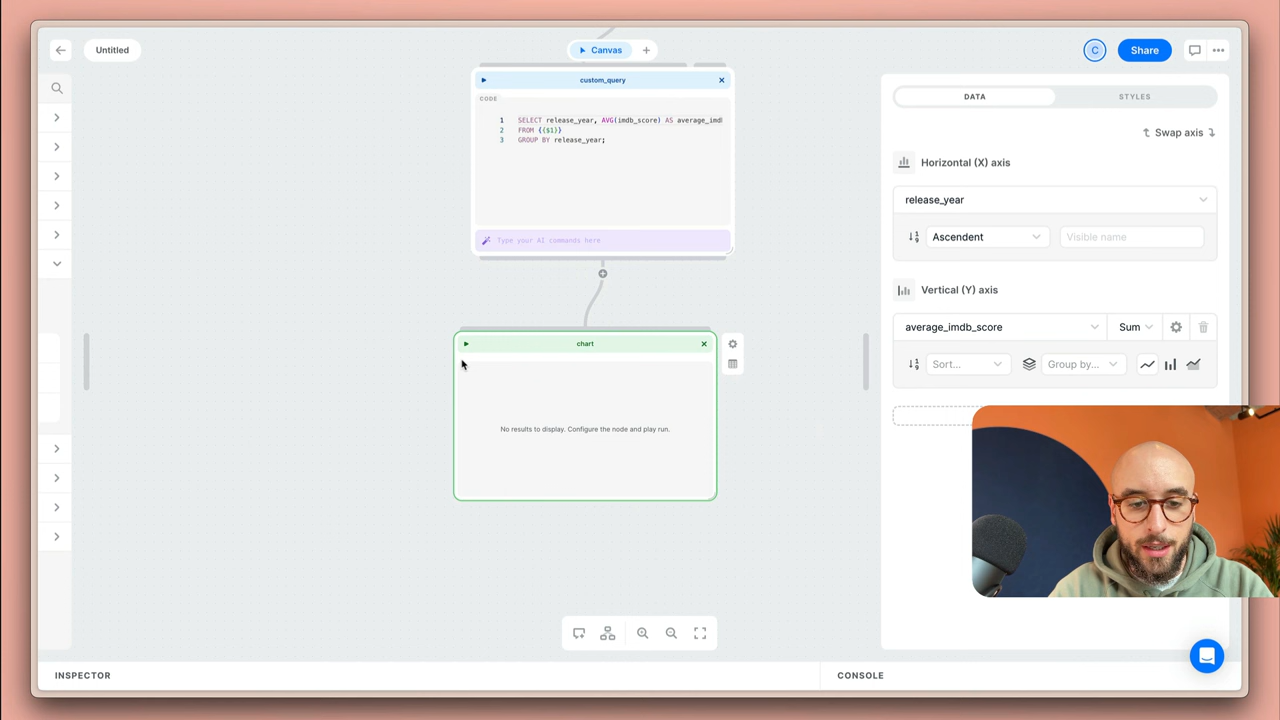 Untitled
Canvas
C
Share
custom_query
CODE
1 SELECT release_year, AVG(imdb_score) AS average_imd
2 FROM {{$1}}
3 GROUP BY release_year;
Type your AI commands here
chart
No results to display. Configure the node and play run.
DATA
STYLES
Swap axis
Horizontal (X) axis
release_year
Ascendent
Visible name
Vertical (Y) axis
average_imdb_score
Sum
Sort...
Group by...
INSPECTOR
CONSOLE